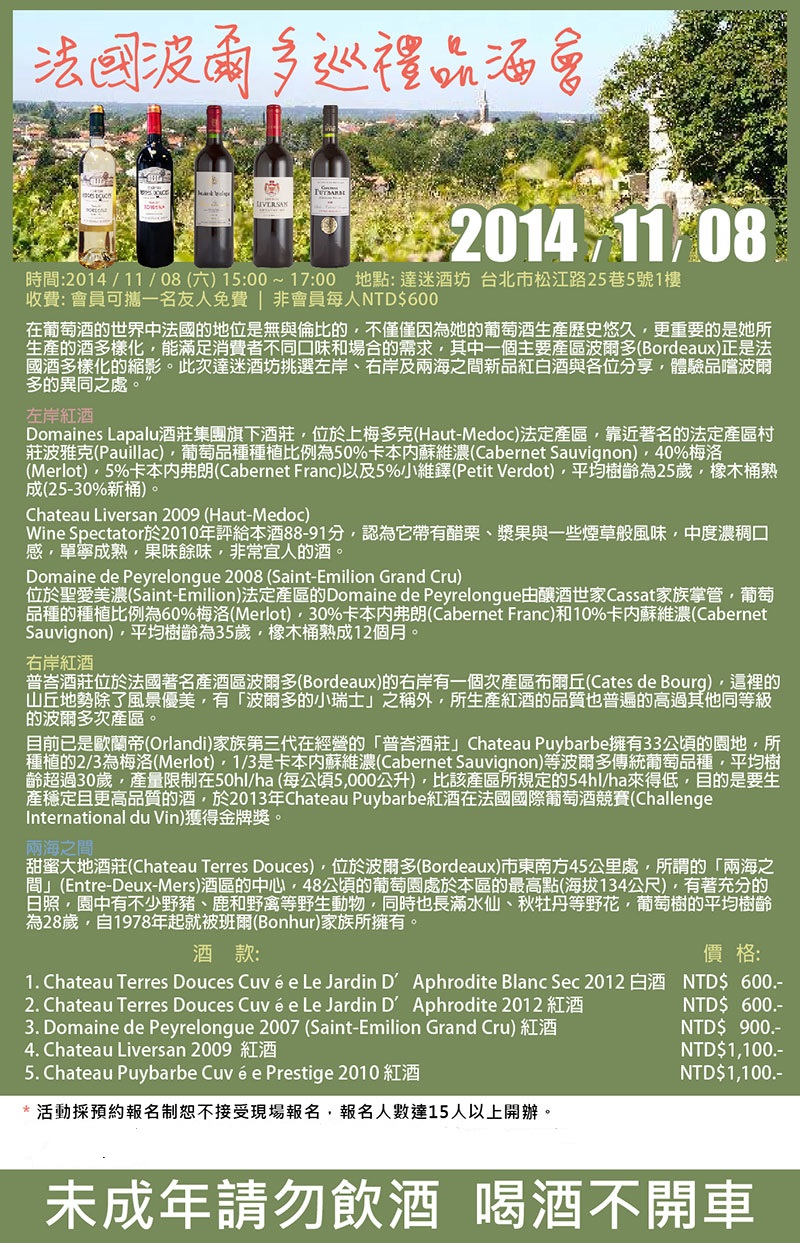 法國波爾多巡禮品酒會
2014 / 11 / 08
時間:2014 / 11 / 08 (六) 15:00 ~ 17:00 地點: 達迷酒坊 台北市松江路25巷5號1樓
收費: 會員可攜一名友人免費 | 非會員每人NTD$600
在葡萄酒的世界中法國的地位是無與倫比的，不僅僅因為她的葡萄酒生產歷史悠久，更重要的是她所
生產的酒多樣化，能滿足消費者不同口味和場合的需求，其中一個主要產區波爾多(Bordeaux)正是法
國酒多樣化的縮影。此次達迷酒坊挑選左岸、右岸及兩海之間新品紅白酒與各位分享，體驗品嚐波爾
多的異同之處。”
左岸紅酒
Domaines Lapalu酒莊集團旗下酒莊，位於上梅多克(Haut-Medoc)法定產區，靠近著名的法定產區村
莊波雅克(Pauillac)，葡萄品種種植比例為50%卡本內蘇維濃(Cabernet Sauvignon)，40%梅洛
(Merlot)，5%卡本內弗朗(Cabernet Franc)以及5%小維鐸(Petit Verdot)，平均樹齡為25歲，橡木桶熟
成(25-30%新桶)。
Chateau Liversan 2009 (Haut-Medoc)
Wine Spectator於2010年評給本酒88-91分，認為它帶有醋栗、漿果與一些煙草般風味，中度濃稠口
感，單寧成熟，果味餘味，非常宜人的酒。
Domaine de Peyrelongue 2008 (Saint-Emilion Grand Cru)
位於聖愛美濃(Saint-Emilion)法定產區的Domaine de Peyrelongue由釀酒世家Cassat家族掌管，葡萄
品種的種植比例為60%梅洛(Merlot)，30%卡本內弗朗(Cabernet Franc)和10%卡內蘇維濃(Cabernet
Sauvignon)，平均樹齡為35歲，橡木桶熟成12個月。
右岸紅酒
普峇酒莊位於法國著名產酒區波爾多(Bordeaux)的右岸有一個次產區布爾丘(Cates de Bourg)，這裡的
山丘地勢除了風景優美，有「波爾多的小瑞士」之稱外，所生產紅酒的品質也普遍的高過其他同等級
的波爾多次產區。
目前已是歐蘭帝(Orlandi)家族第三代在經營的「普峇酒莊」Chateau Puybarbe擁有33公頃的園地，所
種植的2/3為梅洛(Merlot)，1/3是卡本內蘇維濃(Cabernet Sauvignon)等波爾多傳統葡萄品種，平均樹
齡超過30歲，產量限制在50hl/ha (每公頃5,000公升)，比該產區所規定的54hl/ha來得低，目的是要生
產穩定且更高品質的酒，於2013年Chateau Puybarbe紅酒在法國國際葡萄酒競賽(Challenge
International du Vin)獲得金牌獎。
兩海之間
甜蜜大地酒莊(Chateau Terres Douces)，位於波爾多(Bordeaux)市東南方45公里處，所謂的「兩海之
間」(Entre-Deux-Mers)酒區的中心，48公頃的葡萄園處於本區的最高點(海拔134公尺)，有著充分的
日照，園中有不少野豬、鹿和野禽等野生動物，同時也長滿水仙、秋牡丹等野花，葡萄樹的平均樹齡
為28歲，自1978年起就被班爾(Bonhur)家族所擁有。
酒 款: 價 格:
1. Chateau Terres Douces Cuvée Le Jardin D’ Aphrodite Blanc Sec 2012 白酒 NTD$ 600.-
2. Chateau Terres Douces Cuvée Le Jardin D’ Aphrodite 2012 紅酒 NTD$ 600.-
3. Domaine de Peyrelongue 2007 (Saint-Emilion Grand Cru) 紅酒 NTD$ 900.-
4. Chateau Liversan 2009 紅酒 NTD$1,100.-
5. Chateau Puybarbe Cuvée Prestige 2010 紅酒 NTD$1,100.-
* 活動採預約報名制恕不接受現場報名，報名人數達15人以上開辦。
未成年請勿飲酒 喝酒不開車